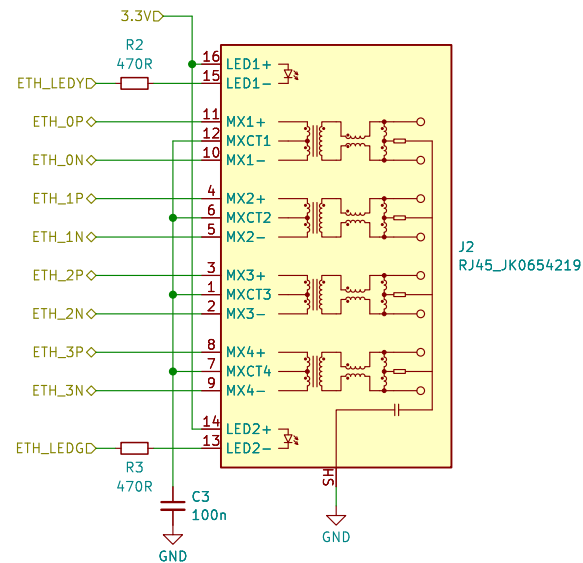 3.3V
R2
470R
16 LED1+
ETH_LEDY 15 LED1-
ETH_0P 11 MX1+
12 MXCT1
ETH_0N 10 MX1-
ETH_1P 4 MX2+
6 MXCT2
ETH_1N 5 MX2-
J2
RJ45_JK0654219
ETH_2P 3 MX3+
1 MXCT3
ETH_2N 2 MX3-
ETH_3P 8 MX4+
7 MXCT4
ETH_3N 9 MX4-
14 LED2+
ETH_LEDG 13 LED2-
R3
470R
SH
C3
100n
GND
GND